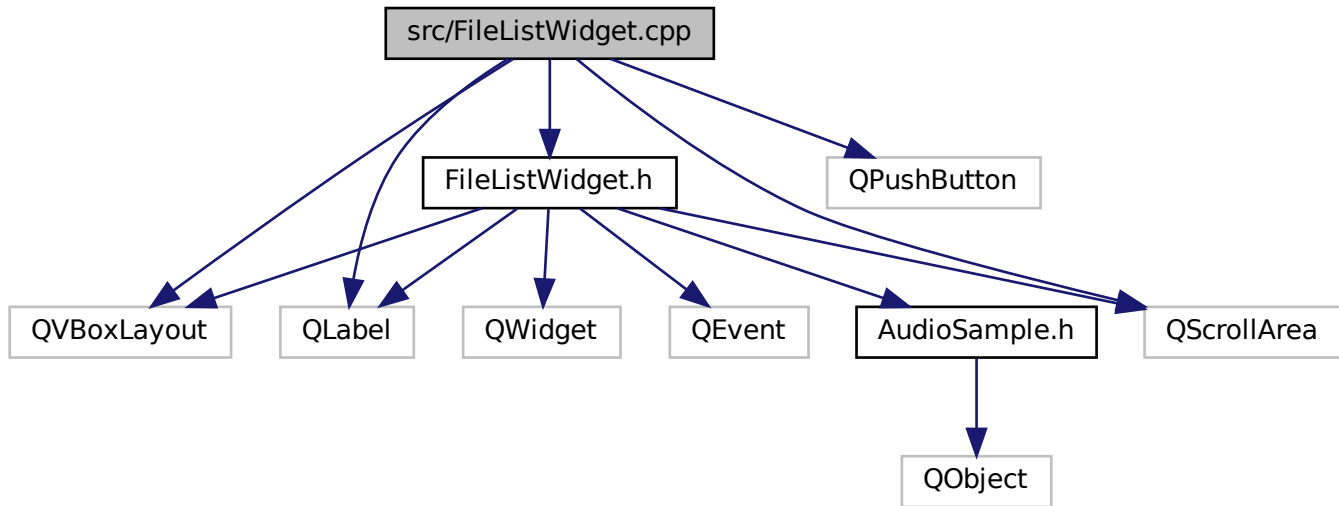 src/FileListWidget.cpp
FileListWidget.h
QPushButton
QVBoxLayout
QLabel
QWidget
QEvent
AudioSample.h
QScrollArea
QObject